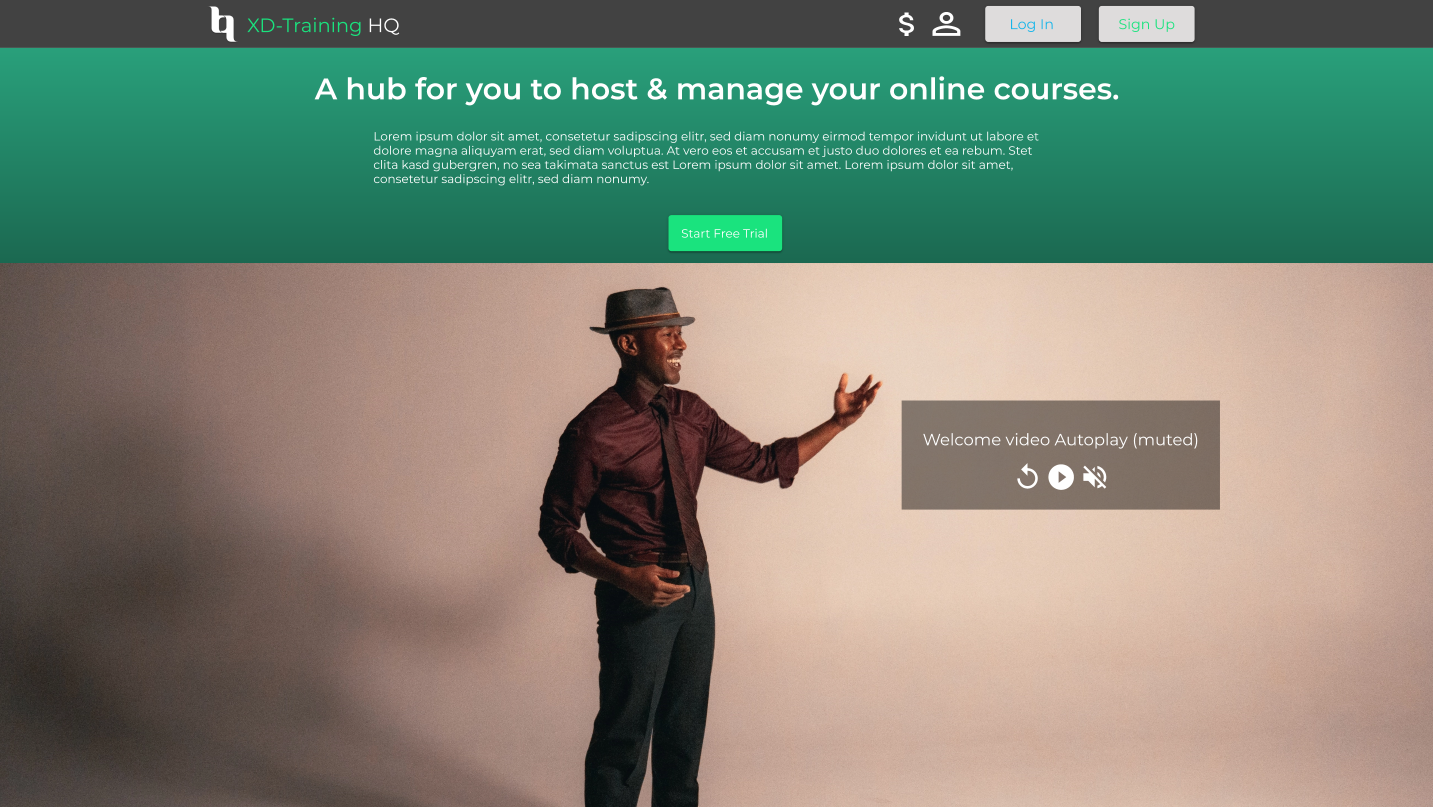 XD-Training HQ
$
Log In
Sign Up
A hub for you to host & manage your online courses.
Lorem ipsum dolor sit amet, consetetur sadipscing elitr, sed diam nonumy eirmod tempor invidunt ut labore et
dolore magna aliquyam erat, sed diam voluptua. At vero eos et accusam et justo duo dolores et ea rebum. Stet
clita kasd gubergren, no sea takimata sanctus est Lorem ipsum dolor sit amet. Lorem ipsum dolor sit amet,
consetetur sadipscing elitr, sed diam nonumy.
Start Free Trial
Welcome video Autoplay (muted)